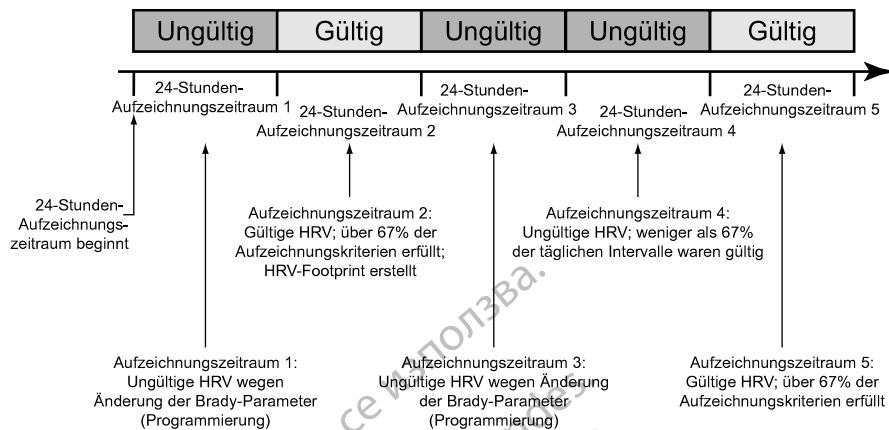 Ungültig Gültig Ungültig Ungültig Gültig
24-Stunden-
Aufzeichnungszeitraum 1
24-Stunden-
Aufzeichnungszeitraum 2
24-Stunden-
Aufzeichnungszeitraum 3
24-Stunden-
Aufzeichnungszeitraum 4
24-Stunden-
Aufzeichnungszeitraum 5
24-Stunden-
Aufzeichnungs-
zeitraum beginnt
Aufzeichnungszeitraum 2:
Gültige HRV; über 67% der
Aufzeichnungskriterien erfüllt;
HRV-Footprint erstellt
Aufzeichnungszeitraum 4:
Ungültige HRV; weniger als 67%
der täglichen Intervalle waren gültig
Aufzeichnungszeitraum 1:
Ungültige HRV wegen
Änderung der Brady-Parameter
(Programmierung)
Aufzeichnungszeitraum 3:
Ungültige HRV wegen Änderung
der Brady-Parameter
(Programmierung)
Aufzeichnungszeitraum 5:
Gültige HRV; über 67% der
Aufzeichnungskriterien erfüllt
се използва.